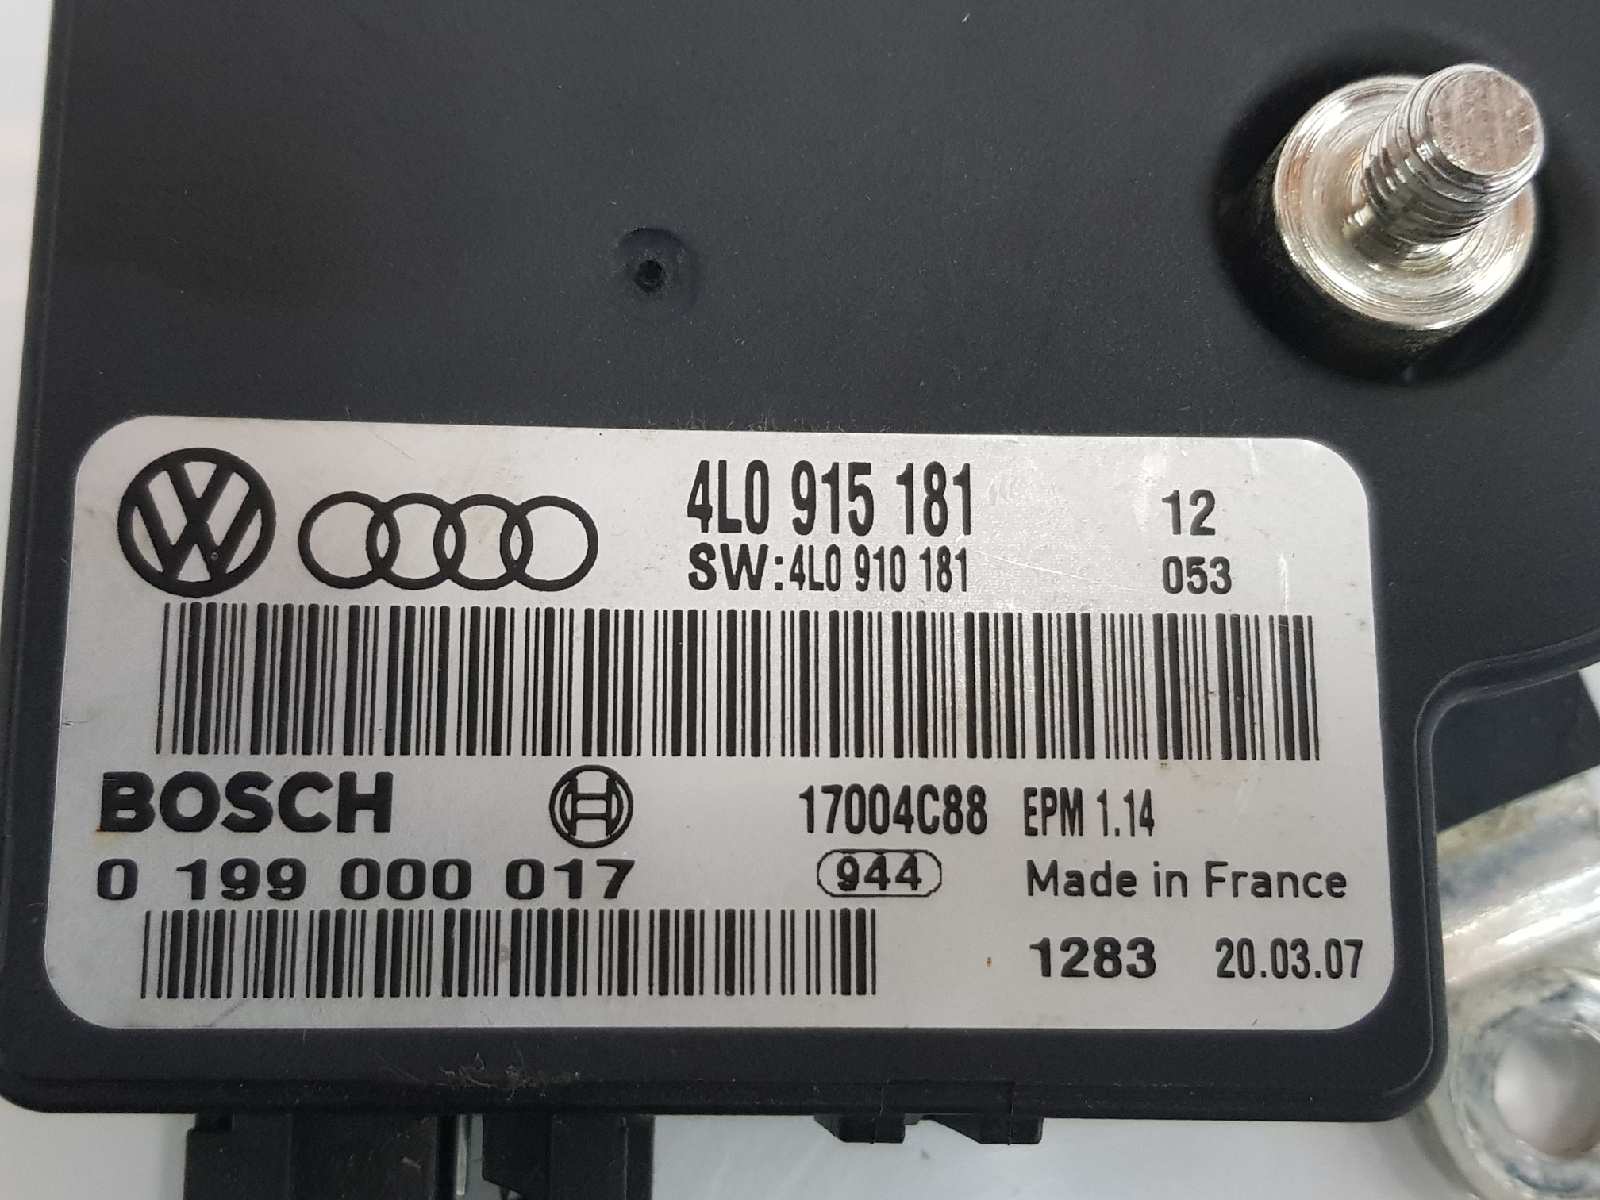 4L0 915 181 12
SW:4L0 910 181 053
BOSCH 17004C88 EPM 1.14
0 199 000 017 944 Made in France
1283 20.03.07